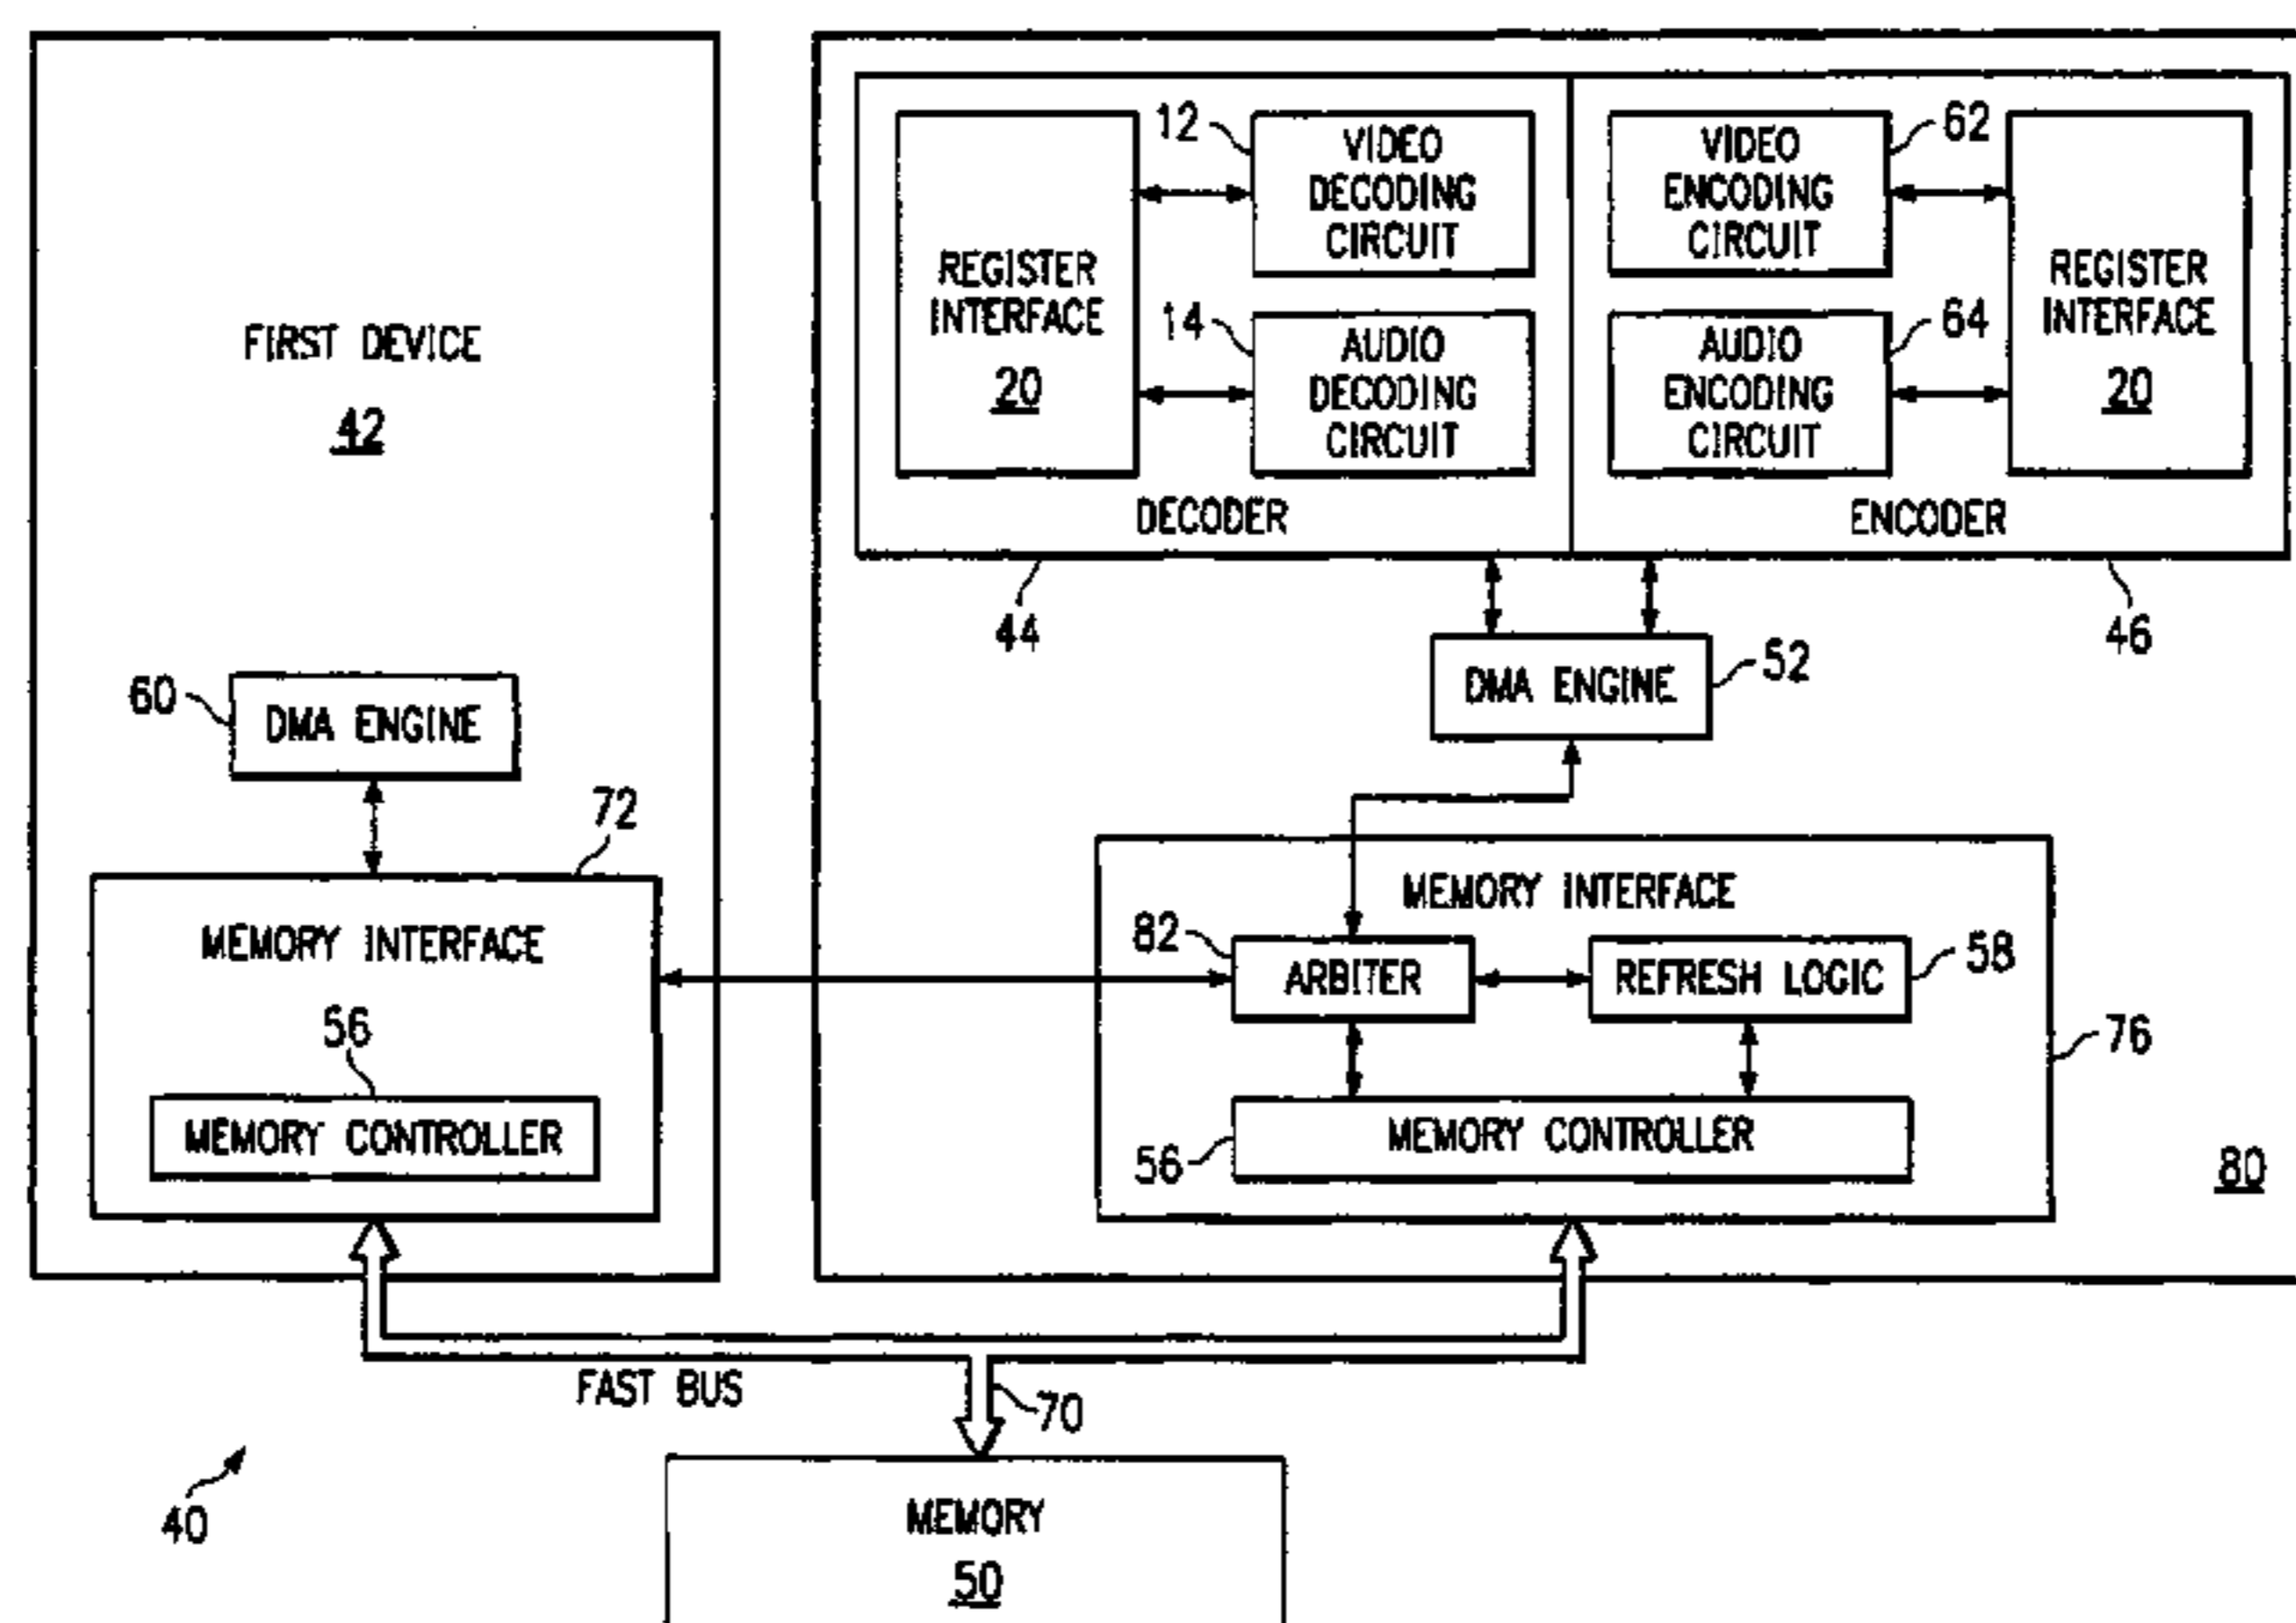 FIRST DEVICE
42
60
DMA ENGINE
72
MEMORY INTERFACE
56
MEMORY CONTROLLER
REGISTER
INTERFACE
20
12
VIDEO
DECODING
CIRCUIT
14
AUDIO
DECODING
CIRCUIT
DECODER
44
VIDEO
ENCODING
CIRCUIT
62
AUDIO
ENCODING
CIRCUIT
64
REGISTER
INTERFACE
20
ENCODER
46
DMA ENGINE
52
MEMORY INTERFACE
82
ARBITER
REFRESH LOGIC
58
76
56
MEMORY CONTROLLER
80
FAST BUS
70
40
MEMORY
50